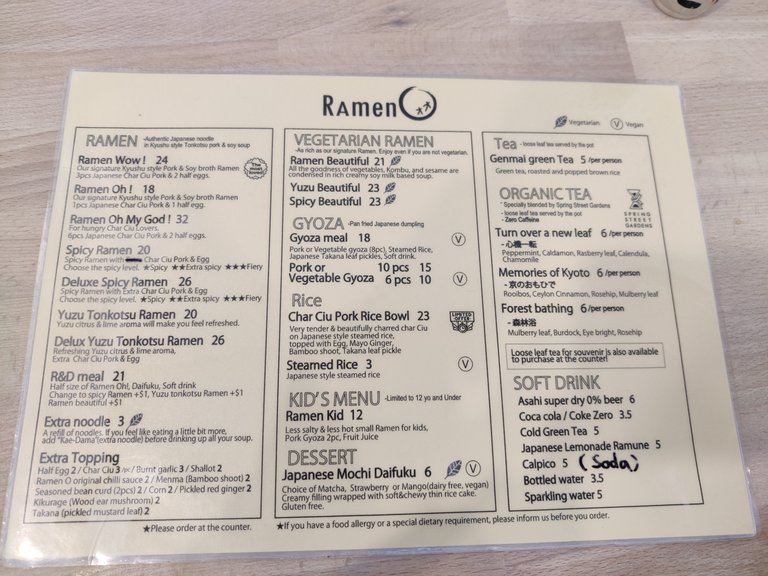 RAmen
Vegetarian V Vegan
RAMEN -Authentic Japanese noodle
in Kyushu style Tonkotsu pork & soy soup
Ramen Wow! 24
Our signature Kyushu style Pork & Soy broth Ramen
3pcs Japanese Char Ciu Pork & 2 half eggs.
The most loved!
Ramen Oh! 18
Our signature Kyushu style Pork & Soy broth Ramen
1pcs Japanese Char Ciu Pork & 1 half egg.
Ramen Oh My God! 32
For hungry Char Ciu Lovers.
6pcs Japanese Char Ciu Pork & 2 half eggs.
Spicy Ramen 20
Spicy Ramen with Char Ciu Pork & Egg
Choose the spicy level. ★Spicy ★★Extra spicy ★★★Fiery
Deluxe Spicy Ramen 26
Spicy Ramen with Extra Char Ciu Pork & Egg
Choose the spicy level. ★Spicy ★★Extra spicy ★★★Fiery
Yuzu Tonkotsu Ramen 20
Yuzu citrus & lime aroma will make you feel refreshed.
Delux Yuzu Tonkotsu Ramen 26
Refreshing Yuzu citrus & lime aroma,
Extra Char Ciu Pork & Egg
R&D meal 21
Half size of Ramen Oh!, Daifuku, Soft drink
Change to spicy Ramen +$1, Yuzu tonkotsu Ramen +$1
Ramen beautiful +$1
Extra noodle 3
A refill of noodles. If you feel like eating a little bit more,
add "Kae-Dama"(extra noodle) before drinking up all your soup.
Extra Topping
Half Egg 2 / Char Ciu 3 /pc / Burnt garlic 3 / Shallot 2
Ramen O original chilli sauce 2 / Menma (Bamboo shoot) 2
Seasoned bean curd (2pcs) 2 / Corn 2 / Pickled red ginger 2
Kikurage (Wood ear mushroom) 2
Takana (pickled mustard leaf) 2
★Please order at the counter.
VEGETARIAN RAMEN
-As rich as our signature Ramen. Enjoy even if you are not vegetarian.
Ramen Beautiful 21
All the goodness of vegetables, Kombu, and sesame are
condensed in rich creamy soy milk based soup.
Yuzu Beautiful 23
Spicy Beautiful 23
GYOZA -Pan fried Japanese dumpling
Gyoza meal 18 V
Pork or Vegetable gyoza (8pc), Steamed Rice,
Japanese Takana leaf pickles, Soft drink.
Pork or 10 pcs 15
Vegetable Gyoza 6 pcs 10 V
Rice
Char Ciu Pork Rice Bowl 23
LIMITED OFFER
Very tender & beautifully charred char Ciu
on Japanese style steamed rice,
topped with Egg, Mayo Ginger,
Bamboo shoot, Takana leaf pickle
Steamed Rice 3 V
Japanese style steamed rice
KID'S MENU -Limited to 12 yo and Under
Ramen Kid 12
Less salty & less hot small Ramen for kids,
Pork Gyoza 2pc, Fruit Juice
DESSERT
Japanese Mochi Daifuku 6 V
Choice of Matcha, Strawberry or Mango(dairy free, vegan)
Creamy filling wrapped with soft&chewy thin rice cake.
Gluten free.
★If you have a food allergy or a special dietary requirement, please inform us before you order.
Tea - loose leaf tea served by the pot
Genmai green Tea 5 /per person
Green tea, roasted and popped brown rice
ORGANIC TEA
* Specially blended by Spring Street Gardens
- loose leaf tea served by the pot
- Zero Caffeine
SPRING
STREET
GARDENS
Turn over a new leaf 6 /per person
- 心機一転
Peppermint, Caldamon, Rasberry leaf, Calendula,
Chamomile
Memories of Kyoto 6 /per person
- 京のおもひで
Rooibos, Ceylon Cinnamon, Rosehip, Mulberry leaf
Forest bathing 6 /per person
- 森林浴
Mulberry leaf, Burdock, Eye bright, Rosehip
Loose leaf tea for souvenir is also available
to purchase at the counter!
SOFT DRINK
Asahi super dry 0% beer 6
Coca cola / Coke Zero 3.5
Cold Green Tea 5
Japanese Lemonade Ramune 5
Calpico 5 (Soda)
Bottled water 3.5
Sparkling water 5